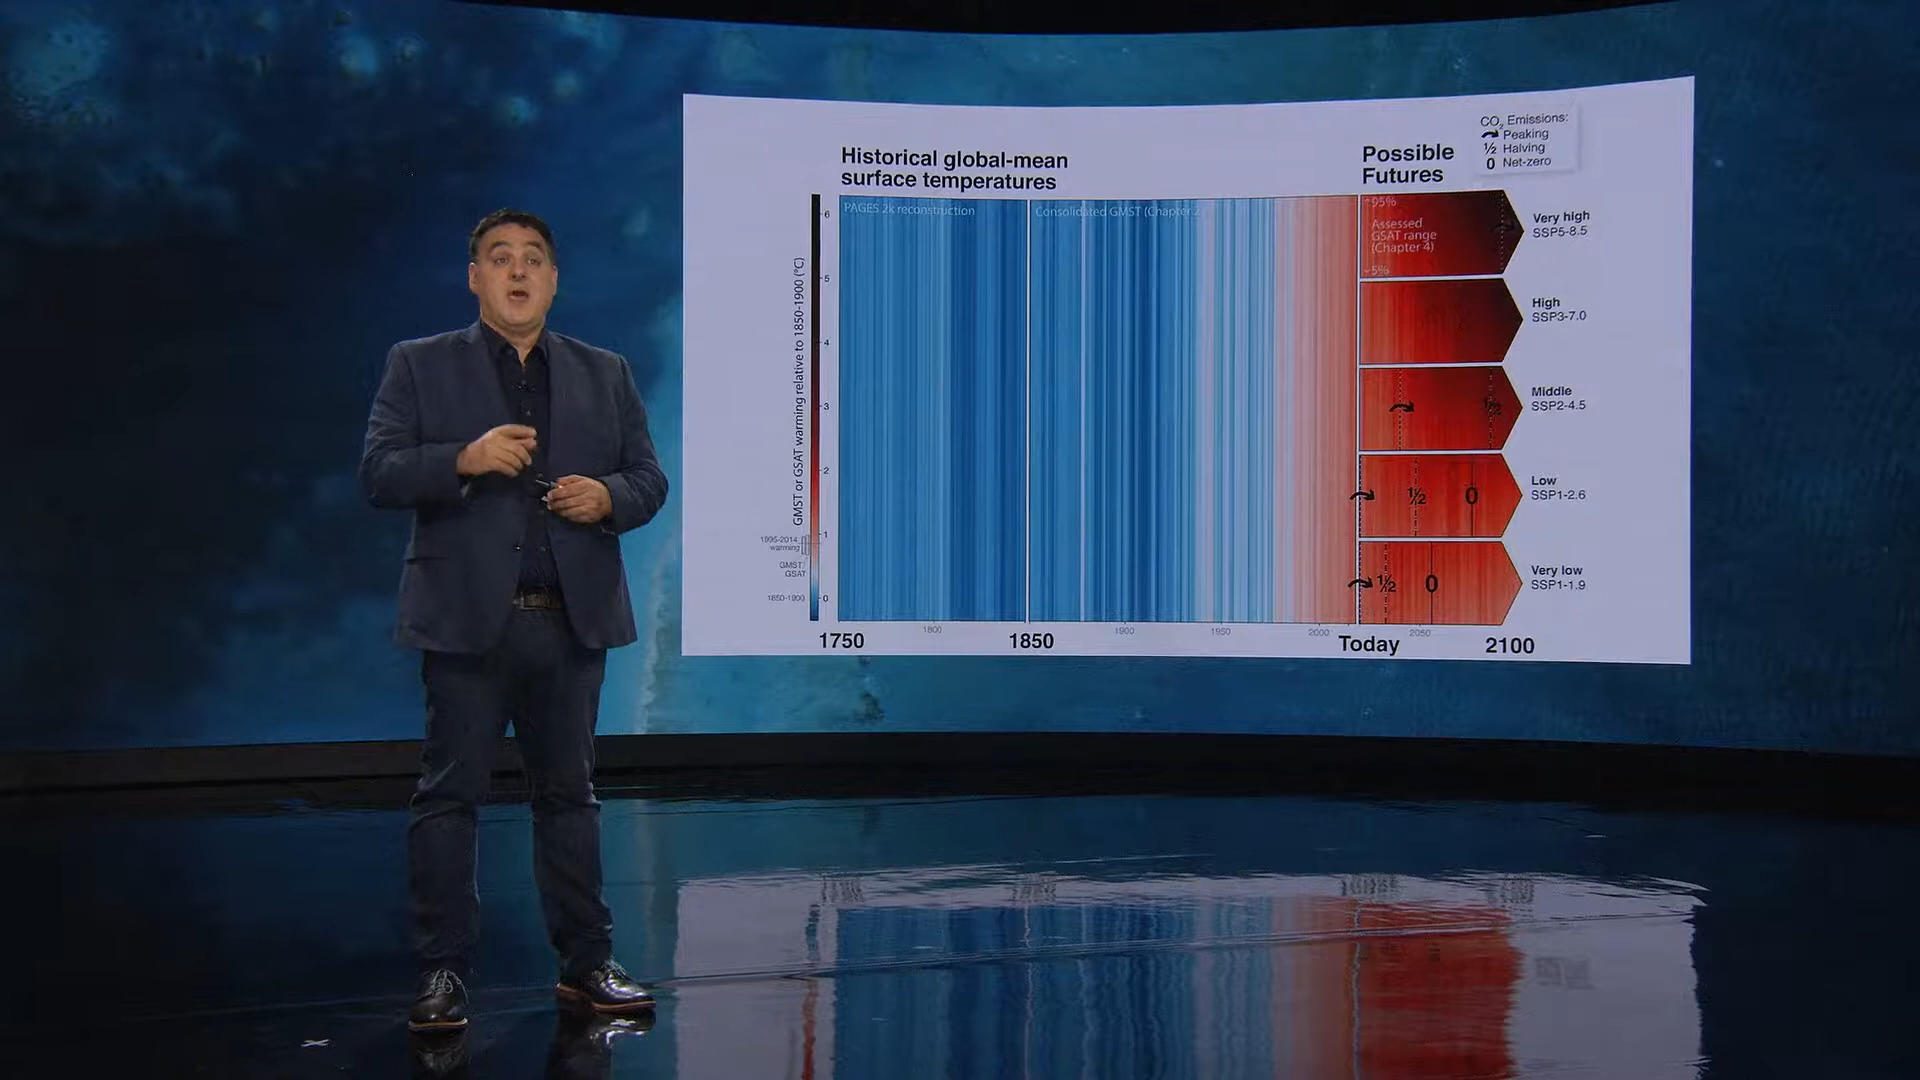 Historical global-mean
surface temperatures
Possible
Futures
CO2 Emissions:
Peaking
½ Halving
0 Net-zero
GMST or GSAT warming relative to 1850-1900 (°C)
6
5
4
3
2
1
0
1995-2014
warming
GMST
GSAT
1850-1900
PAGES 2k reconstruction
Consolidated GMST (Chapter 2
95%
Assessed
GSAT range
(Chapter 4)
5%
½
½ 0
½ 0
Very high
SSP5-8.5
High
SSP3-7.0
Middle
SSP2-4.5
Low
SSP1-2.6
Very low
SSP1-1.9
1750
1800
1850
1900
1950
2000
Today
2050
2100